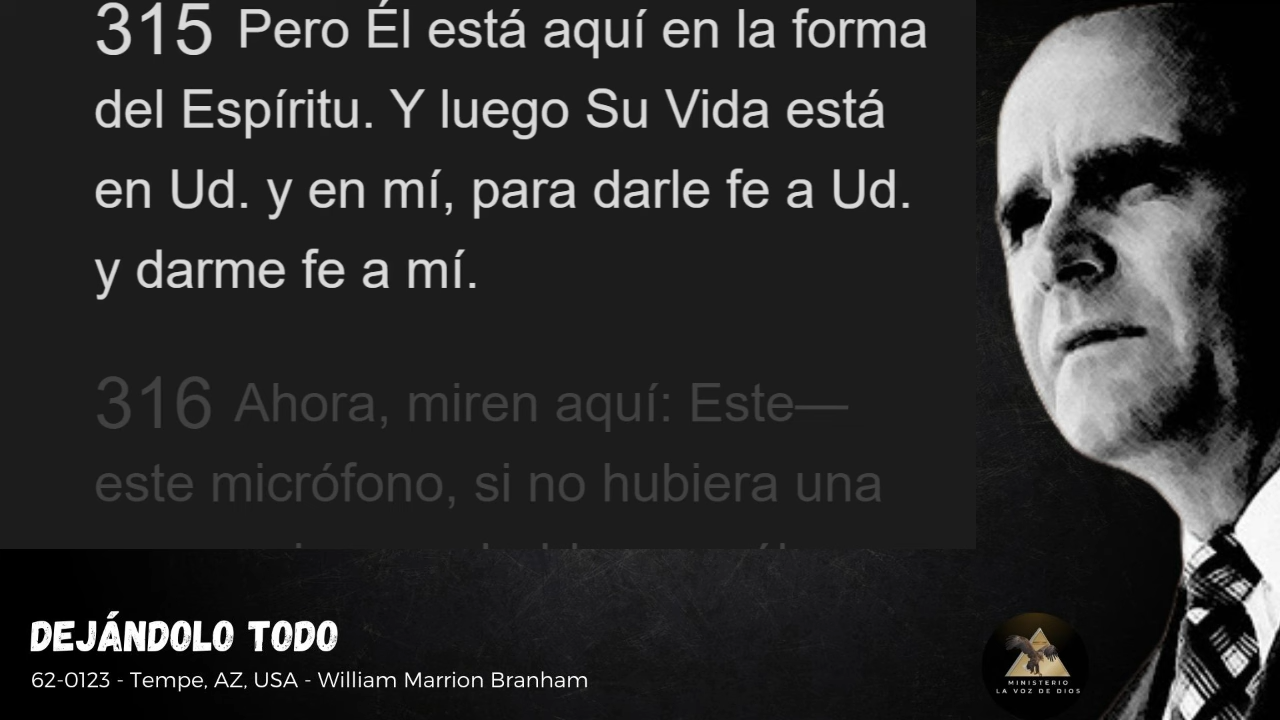 315 Pero Él está aquí en la forma
del Espíritu. Y luego Su Vida está
en Ud. y en mí, para darle fe a Ud.
y darme fe a mí.
316 Ahora, miren aquí: Este—
este micrófono, si no hubiera una
DEJÁNDOLO TODO
62-0123 - Tempe, AZ, USA - William Marrion Branham
MINISTERIO
LA VOZ DE DIOS